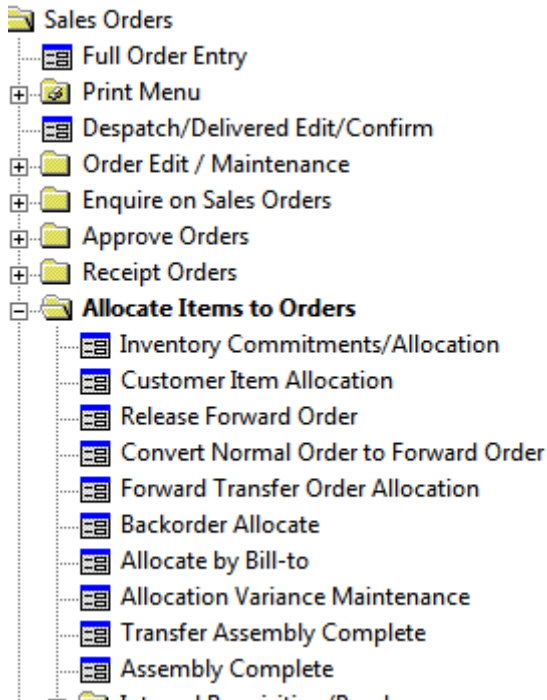 Sales Orders
Full Order Entry
Print Menu
Despatch/Delivered Edit/Confirm
Order Edit / Maintenance
Enquire on Sales Orders
Approve Orders
Receipt Orders
Allocate Items to Orders
Inventory Commitments/Allocation
Customer Item Allocation
Release Forward Order
Convert Normal Order to Forward Order
Forward Transfer Order Allocation
Backorder Allocate
Allocate by Bill-to
Allocation Variance Maintenance
Transfer Assembly Complete
Assembly Complete